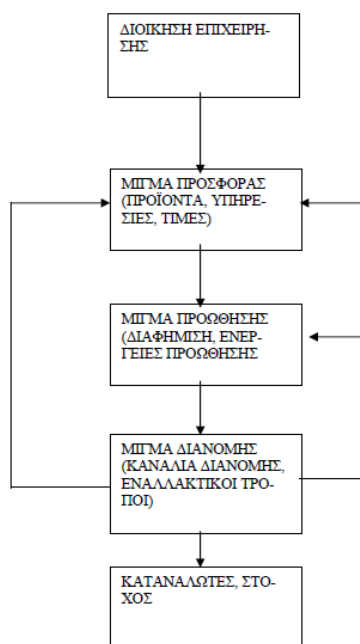 ΔΙΟΙΚΗΣΗ ΕΠΙΧΕΙΡΗ-
ΣΗΣ
ΜΙΓΜΑ ΠΡΟΣΦΟΡΑΣ
(ΠΡΟΪΟΝΤΑ, ΥΠΗΡΕ-
ΣΙΕΣ, ΤΙΜΕΣ)
ΜΙΓΜΑ ΠΡΟΩΘΗΣΗΣ
(ΔΙΑΦΗΜΙΣΗ, ΕΝΕΡ-
ΓΕΙΕΣ ΠΡΟΩΘΗΣΗΣ
ΜΙΓΜΑ ΔΙΑΝΟΜΗΣ
(ΚΑΝΑΛΙΑ ΔΙΑΝΟΜΗΣ,
ΕΝΑΛΛΑΚΤΙΚΟΙ ΤΡΟ-
ΠΟΙ)
ΚΑΤΑΝΑΛΩΤΕΣ, ΣΤΟ-
ΧΟΣ